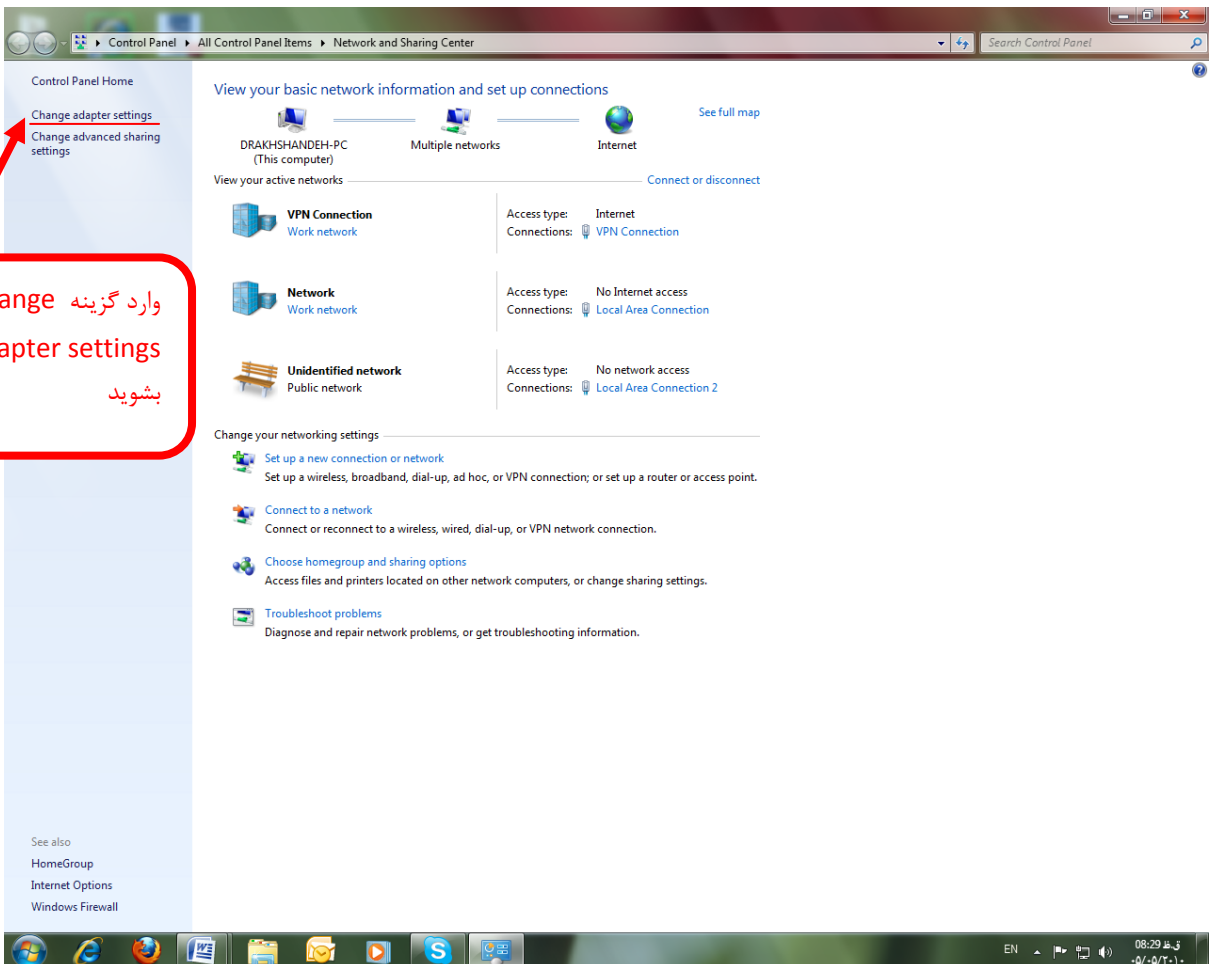 Control Panel
All Control Panel Items
Network and Sharing Center
Search Control Panel
Control Panel Home
Change adapter settings
Change advanced sharing
settings
View your basic network information and set up connections
See full map
DRAKHSHANDEH-PC
(This computer)
Multiple networks
Internet
View your active networks
Connect or disconnect
VPN Connection
Work network
Access type: Internet
Connections: VPN Connection
Network
Work network
Access type: No Internet access
Connections: Local Area Connection
Unidentified network
Public network
Access type: No network access
Connections: Local Area Connection 2
وارد گزینه ange
apter settings
بشوید
Change your networking settings
Set up a new connection or network
Set up a wireless, broadband, dial-up, ad hoc, or VPN connection; or set up a router or access point.
Connect to a network
Connect or reconnect to a wireless, wired, dial-up, or VPN network connection.
Choose homegroup and sharing options
Access files and printers located on other network computers, or change sharing settings.
Troubleshoot problems
Diagnose and repair network problems, or get troubleshooting information.
See also
HomeGroup
Internet Options
Windows Firewall
EN
08:29 ق.ظ
۰۵/۰۵/۲۰۱۰